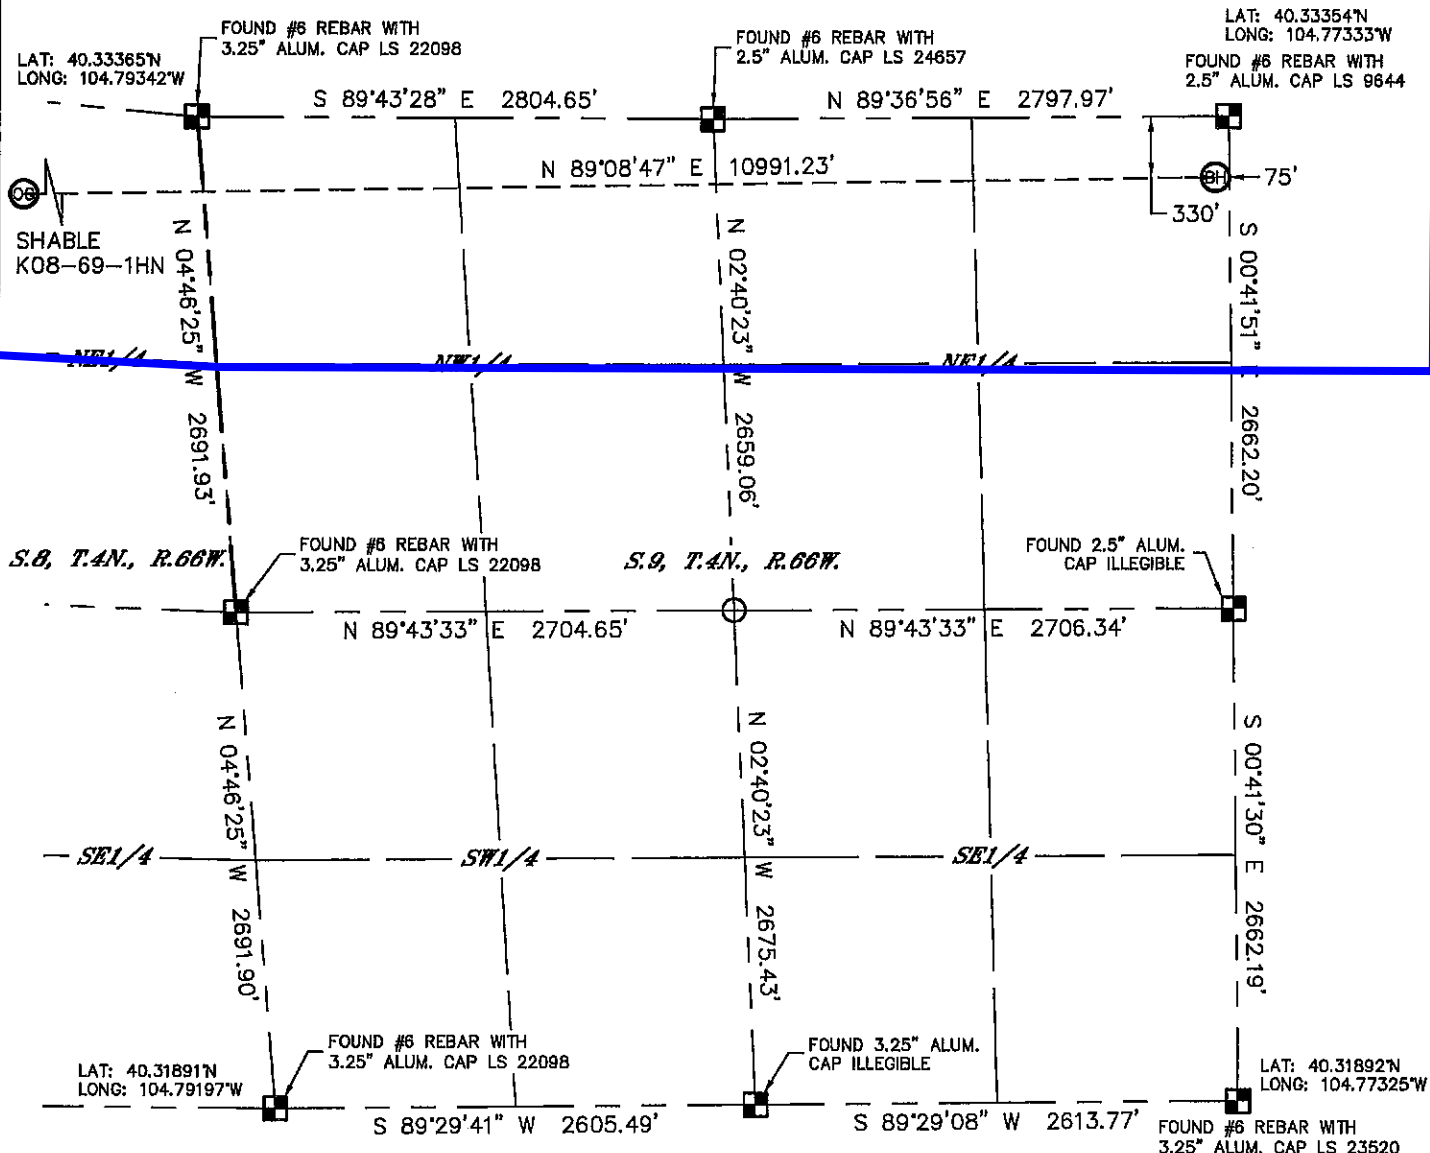 LAT: 40.33354°N
LONG: 104.77333°W
FOUND #6 REBAR WITH
2.5" ALUM. CAP LS 9644
FOUND #6 REBAR WITH
3.25" ALUM. CAP LS 22098
FOUND #6 REBAR WITH
2.5" ALUM. CAP LS 24657
LAT: 40.33365°N
LONG: 104.79342°W
S 89°43'28" E 2804.65'
N 89°36'56" E 2797.97'
N 89°08'47" E 10991.23'
OG
BH
75'
330'
SHABLE
K08-69-1HN
N 04°46'25" W 2691.93'
N 02°40'23" W 2659.06'
S 00°41'51" E 2662.20'
NE1/4
NW1/4
NE1/4
S.8, T.4N., R.66W.
FOUND #6 REBAR WITH
3.25" ALUM. CAP LS 22098
S.9, T.4N., R.66W.
FOUND 2.5" ALUM.
CAP ILLEGIBLE
N 89°43'33" E 2704.65'
N 89°43'33" E 2706.34'
N 04°46'25" W 2691.90'
N 02°40'23" W 2675.43'
S 00°41'30" E 2662.19'
SE1/4
SW1/4
SE1/4
FOUND #6 REBAR WITH
3.25" ALUM. CAP LS 22098
FOUND 3.25" ALUM.
CAP ILLEGIBLE
LAT: 40.31891°N
LONG: 104.79197°W
LAT: 40.31892°N
LONG: 104.77325°W
S 89°29'41" W 2605.49'
S 89°29'08" W 2613.77'
FOUND #6 REBAR WITH
3.25" ALUM. CAP LS 23520